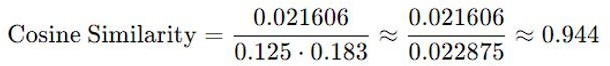 Cosine Similarity = 0.021606 / 0.125 · 0.183 ≈ 0.021606 / 0.022875 ≈ 0.944